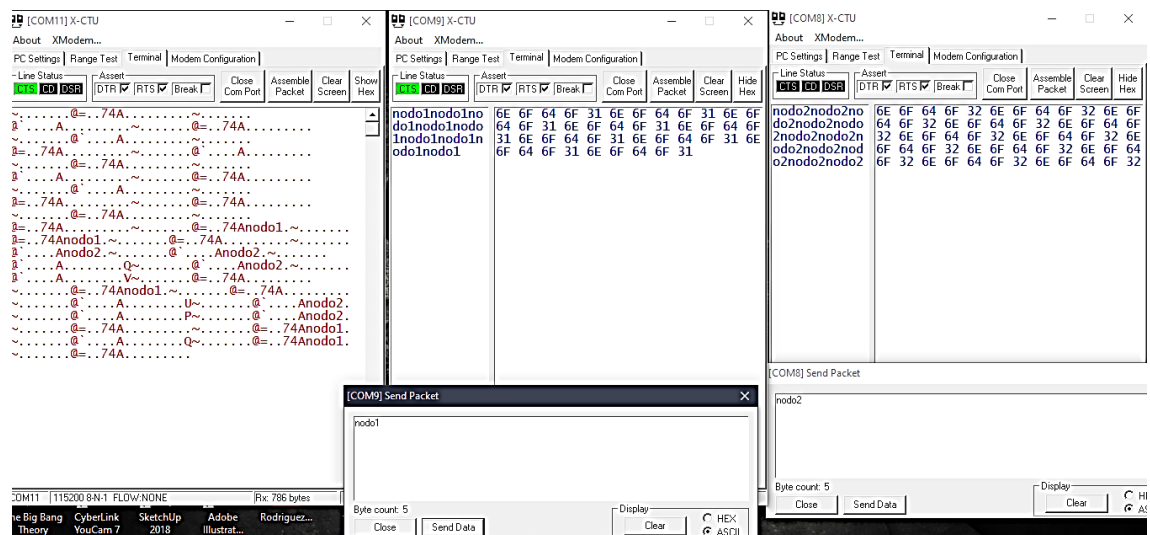 [COM11] X-CTU
About XModem...
PC Settings Range Test Terminal Modem Configuration
Line Status Assert
CTS CD DSR DTR RTS Break Close Com Port Assemble Packet Clear Screen Show Hex
~.......@=..74A.........~.......
@`....A.........~.......@=..74A.........
~.......@`....A.........~.......
@=..74A.........~.......@`....A.........
~.......@=..74A.........~.......
@`....A.........~.......@=..74A.........
~.......@`....A.........~.......
@=..74A.........~.......@=..74A.........
~.......@`....A.........~.......
@=..74A.........~.......@=..74Anodo1.~.......
@=..74Anodo1.~.......@=..74A.........~.......
@`....Anodo2.~.......@`....Anodo2.~.......
@`....A........Q~.......@`....Anodo2.~.......
@`....A........V~.......@=..74A.........
~.......@=..74Anodo1.~.......@=..74A.........
~.......@`....A........U~.......@`....Anodo2.
~.......@`....A........P~.......@`....Anodo2.
~.......@=..74A.........~.......@=..74Anodo1.
~.......@`....A........Q~.......@=..74Anodo1.
~.......@=..74A.........
COM11 115200 8-N-1 FLOW:NONE Rx: 786 bytes
The Big Bang Theory
CyberLink YouCam 7
SketchUp 2018
Adobe Illustrat...
Rodriguez...
[COM9] X-CTU
About XModem...
PC Settings Range Test Terminal Modem Configuration
Line Status Assert
CTS CD DSR DTR RTS Break Close Com Port Assemble Packet Clear Screen Hide Hex
nodo1nodo1no 6E 6F 64 6F 31 6E 6F 64 6F 31 6E 6F
do1nodo1nodo 64 6F 31 6E 6F 64 6F 31 6E 6F 64 6F
1nodo1nodo1n 31 6E 6F 64 6F 31 6E 6F 64 6F 31 6E
odo1nodo1 6F 64 6F 31 6E 6F 64 6F 31
[COM9] Send Packet
nodo1
Byte count: 5
Close Send Data
Display
Clear HEX
ASCII
[COM8] X-CTU
About XModem...
PC Settings Range Test Terminal Modem Configuration
Line Status Assert
CTS CD DSR DTR RTS Break Close Com Port Assemble Packet Clear Screen Hide Hex
nodo2nodo2no 6E 6F 64 6F 32 6E 6F 64 6F 32 6E 6F
do2nodo2nodo 64 6F 32 6E 6F 64 6F 32 6E 6F 64 6F
2nodo2nodo2n 32 6E 6F 64 6F 32 6E 6F 64 6F 32 6E
odo2nodo2nod 6F 64 6F 32 6E 6F 64 6F 32 6E 6F 64
o2nodo2nodo2 6F 32 6E 6F 64 6F 32 6E 6F 64 6F 32
[COM8] Send Packet
nodo2
Byte count: 5
Close Send Data
Display
Clear